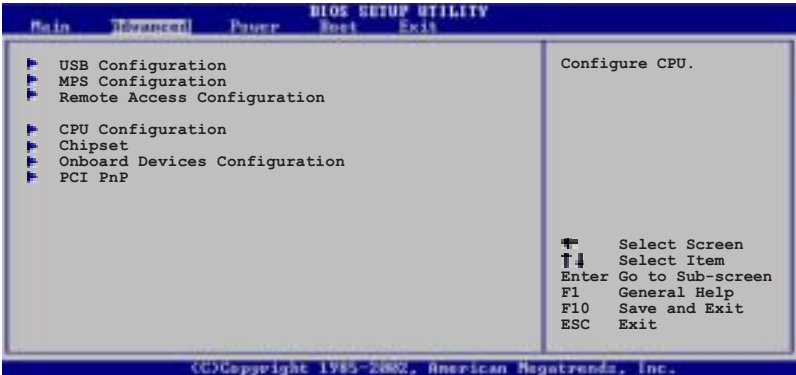 BIOS SETUP UTILITY
Main Advanced Power Boot Exit
USB Configuration
MPS Configuration
Remote Access Configuration
CPU Configuration
Chipset
Onboard Devices Configuration
PCI PnP
Configure CPU.
Select Screen
Select Item
Enter Go to Sub-screen
F1 General Help
F10 Save and Exit
ESC Exit
(C)Copyright 1985-2002, American Megatrends, Inc.